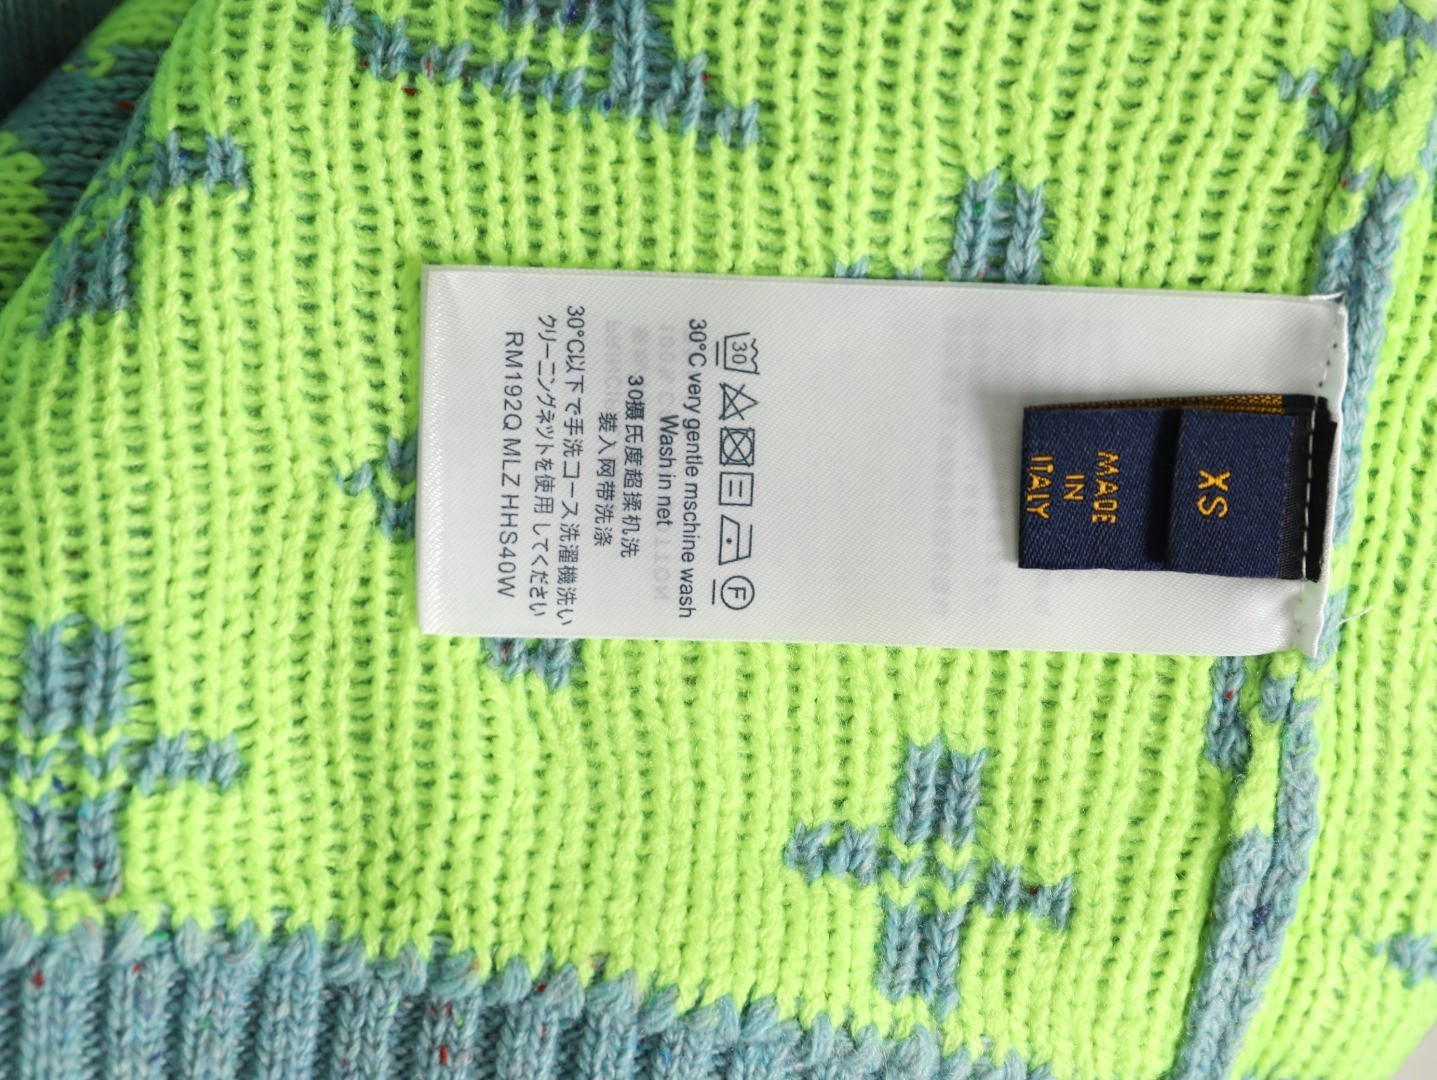 30
F
30°C very gentle mschine wash
Wash in net
30摄氏度超揉机洗
装入网带洗涤
30°C以下で手洗コース洗濯機洗い
クリーニングネツトを使用してください
RM192Q MLZ HHS40W
XS
MADE
IN
ITALY